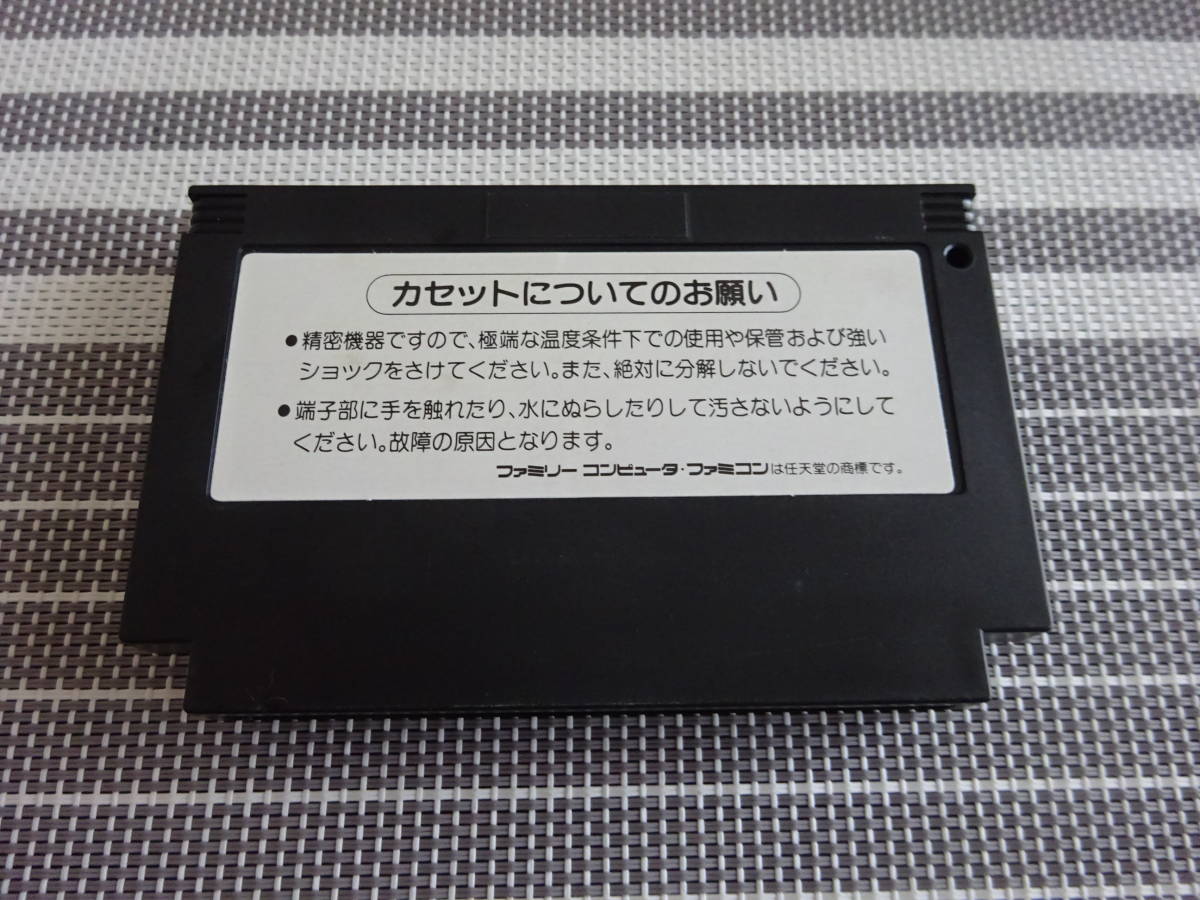 カセットについてのお願い
●精密機器ですので、極端な温度条件下での使用や保管および強い
ショックをさけてください。また、絶対に分解しないでください。
●端子部に手を触れたり、水にぬらしたりして汚さないようにして
ください。故障の原因となります。
ファミリー コンピュータ・ファミコンは任天堂の商標です。